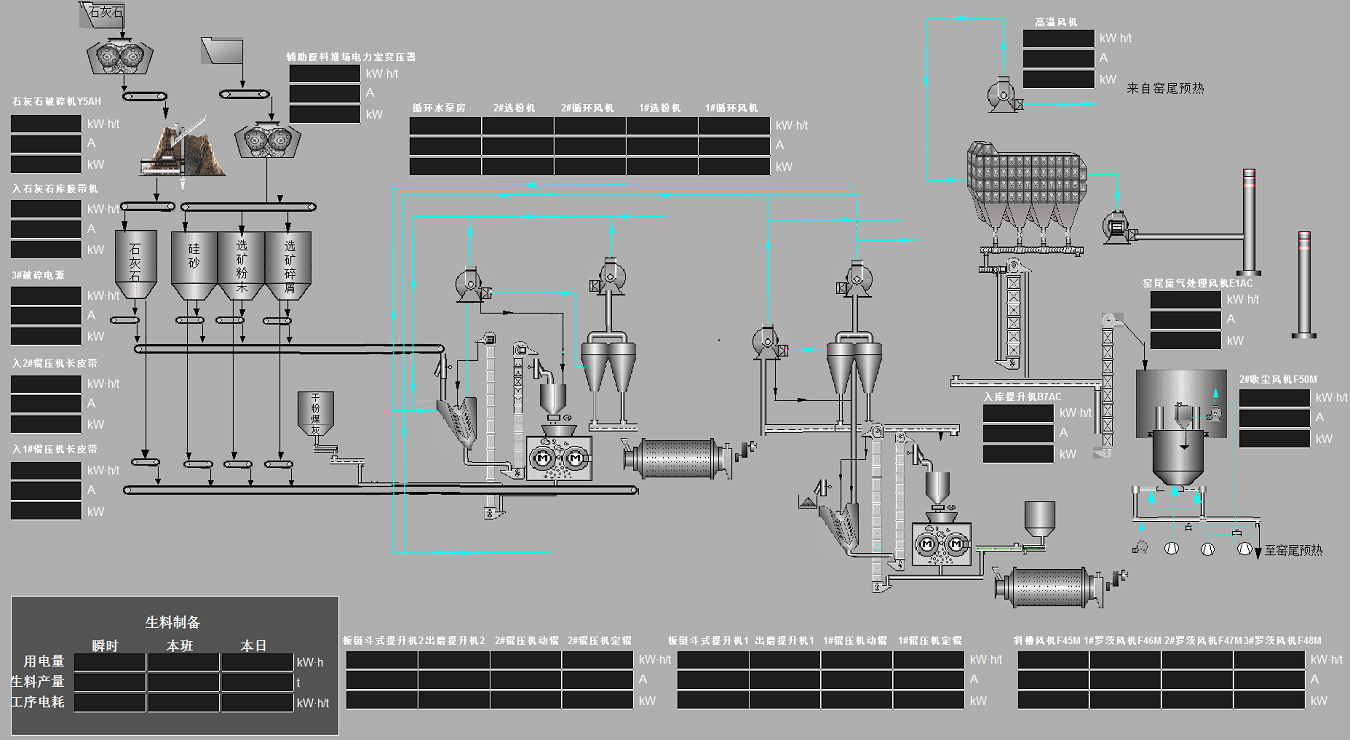 石灰石
高温风机
kW·h/t
A
kW
来自窑尾预热
辅助原料堆场电力室变压器
kW·h/t
A
kW
石灰石破碎机Y5AH
kW·h/t
A
kW
循环水泵房 2#选粉机 2#循环风机 1#选粉机 1#循环风机
kW·h/t
A
kW
入石灰石库胶带机
kW·h/t
A
kW
石灰石
硅砂
选矿粉末
选矿碎屑
3#破碎电源
kW·h/t
A
kW
窑尾废气处理风机E1AC
kW·h/t
A
kW
入2#辊压机长皮带
kW·h/t
A
kW
干粉煤灰
2#收尘风机F50M
kW·h/t
A
kW
入库提升机B7AC
kW·h/t
A
kW
入1#辊压机长皮带
kW·h/t
A
kW
M M
M M
至窑尾预热
生料制备
瞬时 本班 本日
用电量 kW·h
生料产量 t
工序电耗 kW·h/t
板链斗式提升机2 出磨提升机2 2#辊压机动辊 2#辊压机定辊
kW·h/t
A
kW
板链斗式提升机1 出磨提升机1 1#辊压机动辊 1#辊压机定辊
kW·h/t
A
kW
斜槽风机F45M 1#罗茨风机F46M 2#罗茨风机F47M 3#罗茨风机F48M
kW·h/t
A
kW